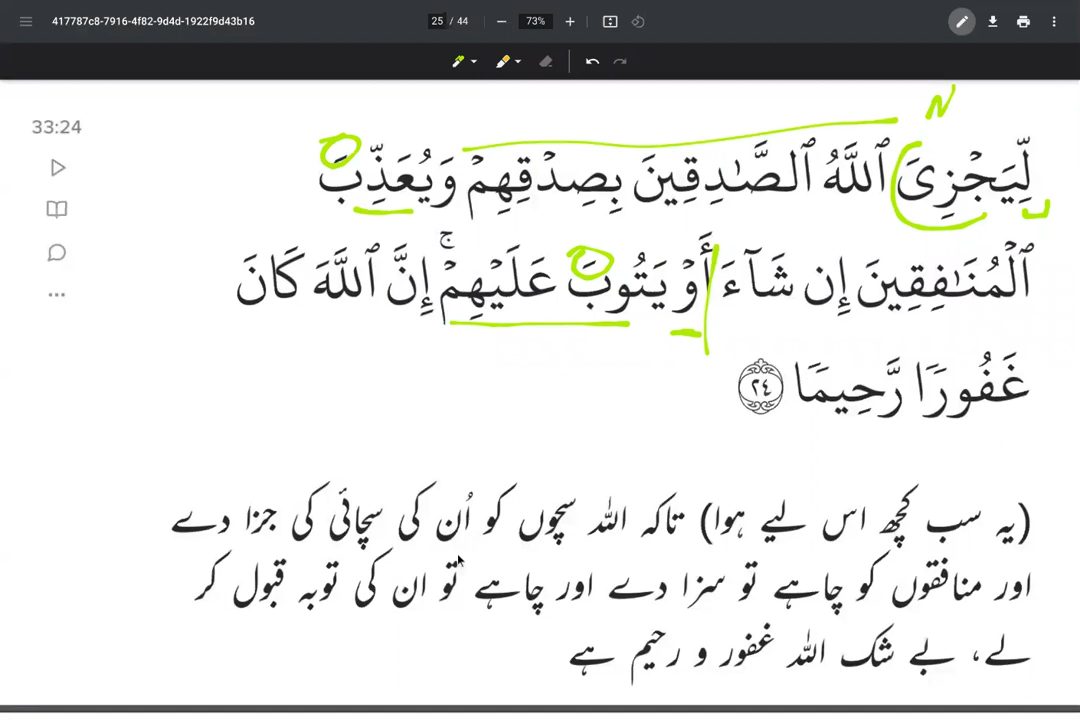 417787c8-7916-4f82-9d4d-1922f9d43b16
25 / 44
73%
33:24
N
لِّيَجْزِىَ ٱللَّهُ ٱلصَّـٰدِقِينَ بِصِدْقِهِمْ وَيُعَذِّبَ
ٱلْمُنَـٰفِقِينَ إِن شَآءَ أَوْ يَتُوبَ عَلَيْهِمْ ۚ إِنَّ ٱللَّهَ كَانَ
غَفُورًا رَّحِيمًا ٢٤
(یہ سب کچھ اس لیے ہوا) تاکہ اللہ سچوں کو اُن کی سچائی کی جزا دے
اور منافقوں کو چاہے تو سزا دے اور چاہے تو ان کی توبہ قبول کر
لے، بے شک اللہ غفور و رحیم ہے